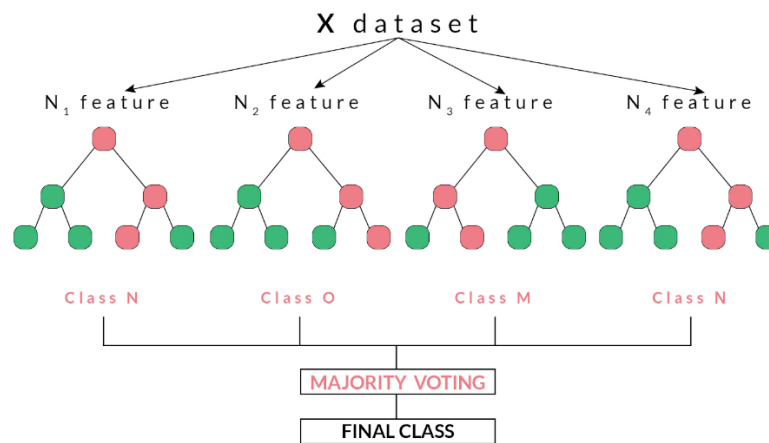 X dataset
N₁ feature N₂ feature N₃ feature N₄ feature
Class N Class O Class M Class N
MAJORITY VOTING
FINAL CLASS